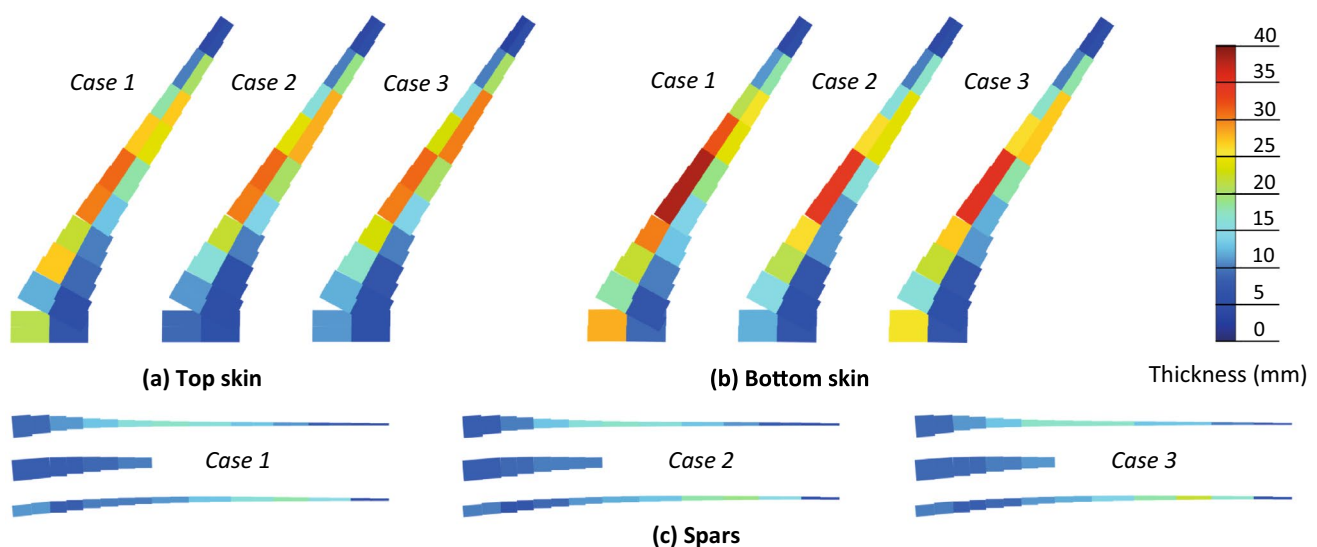 Case 1
Case 2
Case 3
Case 1
Case 2
Case 3
40
35
30
25
20
15
10
5
0
Thickness (mm)
(a) Top skin
(b) Bottom skin
Case 1
Case 2
Case 3
(c) Spars